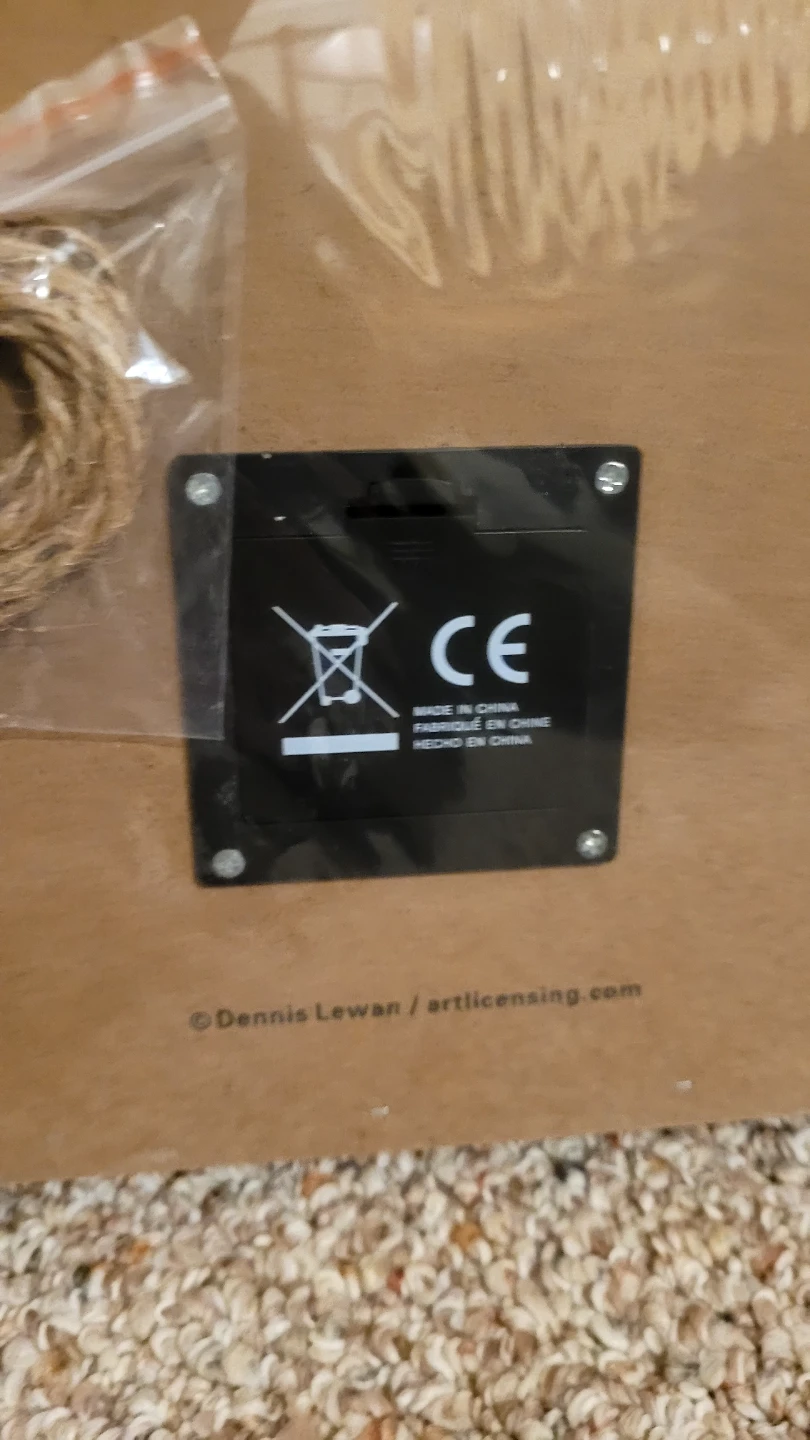 CE
MADE IN CHINA
FABRIQUÉ EN CHINE
HECHO EN CHINA
©Dennis Lewan / artlicensing.com